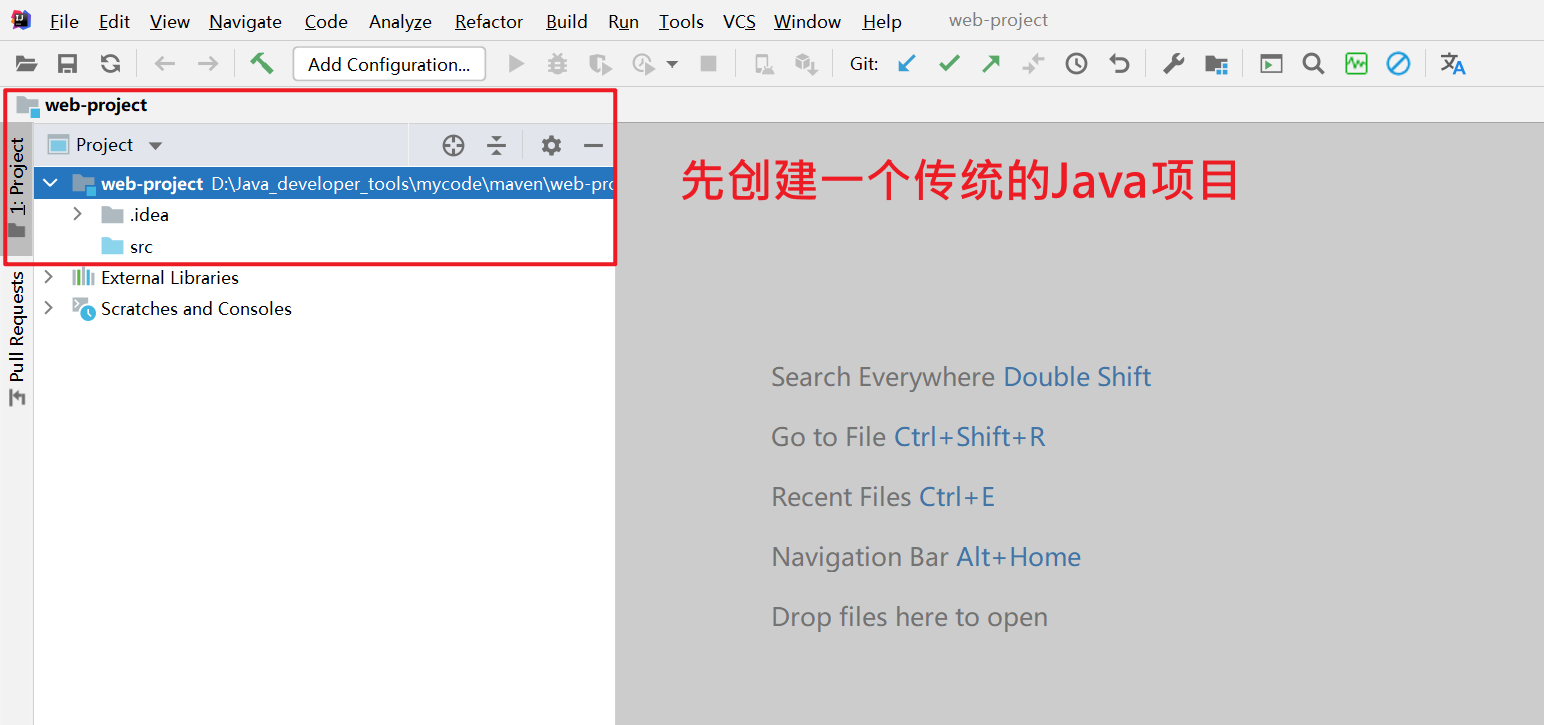 File Edit View Navigate Code Analyze Refactor Build Run Tools VCS Window Help web-project
Add Configuration... Git:
web-project
1: Project
Project
web-project D:\Java_developer_tools\mycode\maven\web-pro
.idea
src
External Libraries
Scratches and Consoles
Pull Requests
先创建一个传统的Java项目
Search Everywhere Double Shift
Go to File Ctrl+Shift+R
Recent Files Ctrl+E
Navigation Bar Alt+Home
Drop files here to open